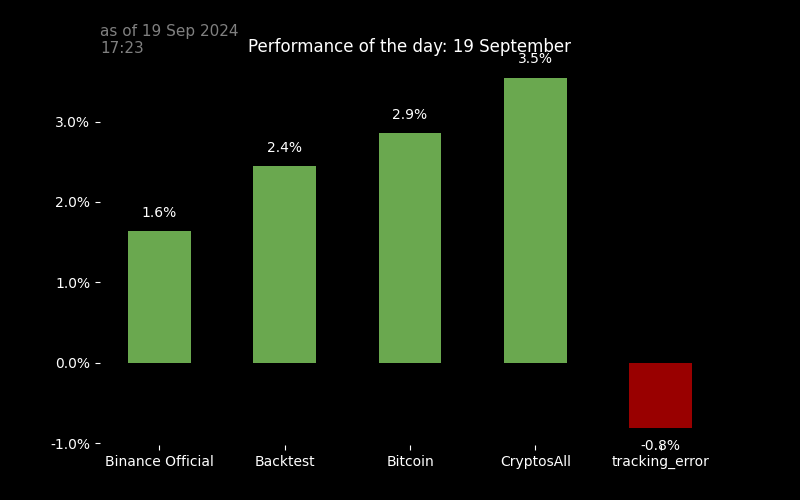 as of 19 Sep 2024
17:23
Performance of the day: 19 September
3.5%
3.0%
2.9%
2.4%
2.0%
1.6%
1.0%
0.0%
-1.0%
-0.8%
Binance Official
Backtest
Bitcoin
CryptosAll
tracking_error